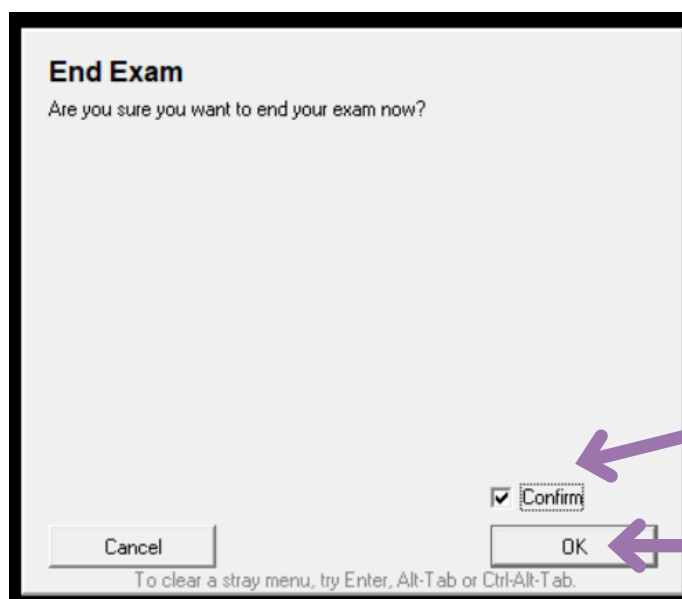 End Exam
Are you sure you want to end your exam now?
Confirm
Cancel
OK
To clear a stray menu, try Enter, Alt-Tab or Ctrl-Alt-Tab.